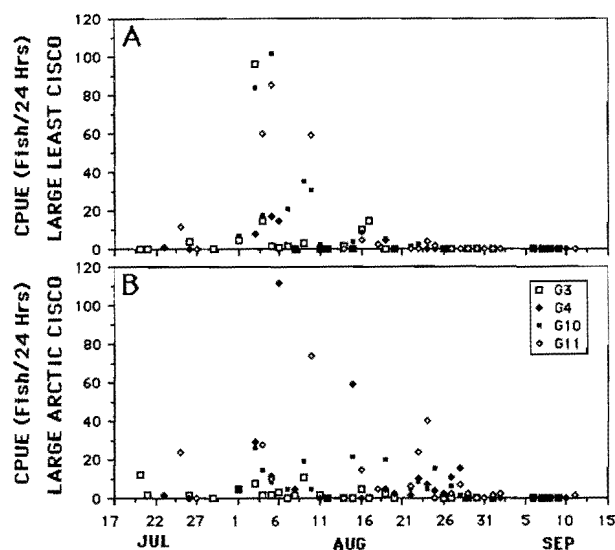 A
CPUE (Fish/24 Hrs)
LARGE LEAST CISCO
120
100
80
60
40
20
0
B
CPUE (Fish/24 Hrs)
LARGE ARCTIC CISCO
120
100
80
60
40
20
0
G3
G4
G10
G11
17 22 27 1 6 11 16 21 26 31 5 10 15
JUL AUG SEP